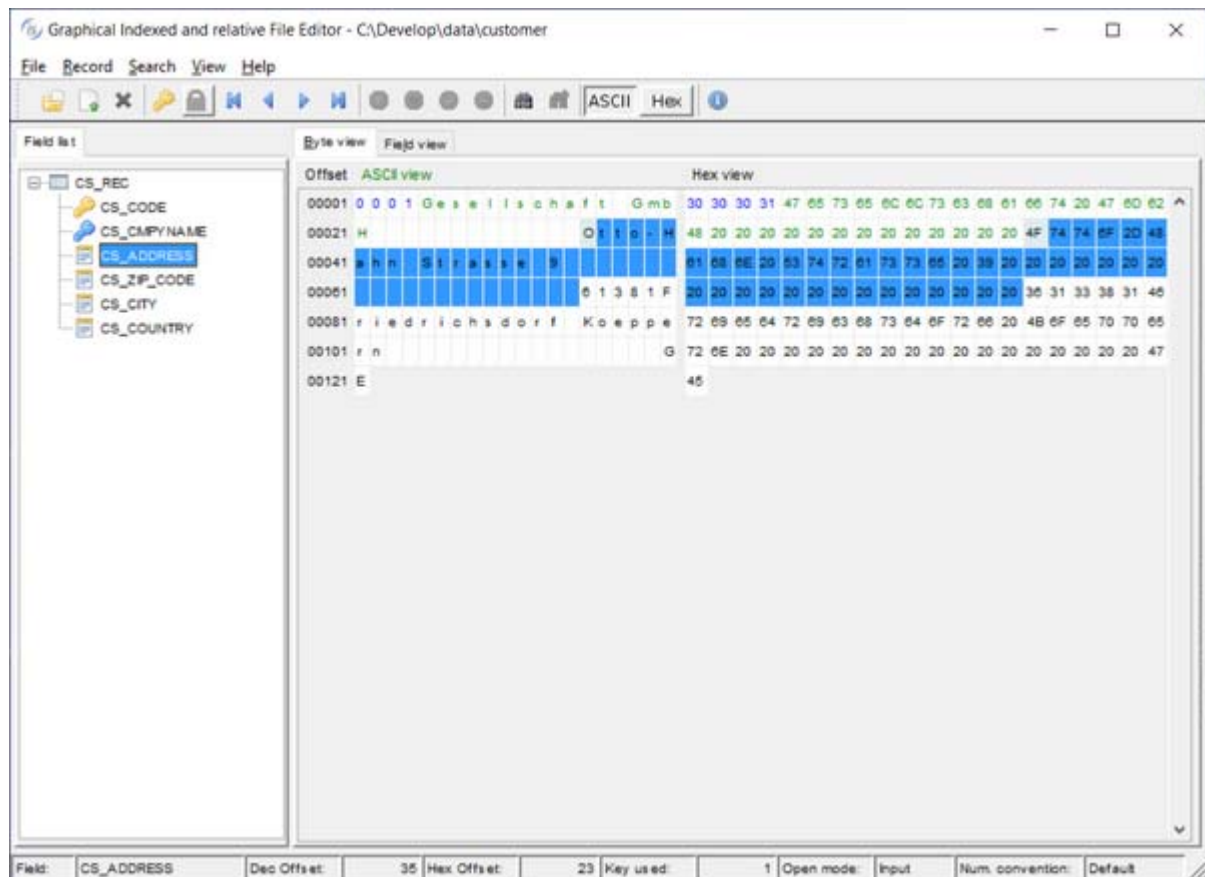 Graphical Indexed and relative File Editor - C:\Develop\data\customer
File Record Search View Help
ASCII Hex
Field list
Byte view Field view
CS_REC
CS_CODE
CS_CMPYNAME
CS_ADDRESS
CS_ZIP_CODE
CS_CITY
CS_COUNTRY
Offset ASCII view Hex view
00001 0 0 0 1 G e s e l l s c h a f t G m b 30 30 30 31 47 65 73 65 6C 6C 73 63 68 61 66 74 20 47 6D 62
00021 H O t t o - H 48 20 20 20 20 20 20 20 20 20 20 20 20 20 4F 74 74 6F 2D 48
00041 a h n S t r a s s e 9 61 68 6E 20 53 74 72 61 73 73 65 20 39 20 20 20 20 20 20 20
00061 6 1 3 8 1 F 20 20 20 20 20 20 20 20 20 20 20 20 20 20 36 31 33 38 31 46
00081 r i e d r i c h s d o r f K o e p p e 72 69 65 64 72 69 63 68 73 64 6F 72 66 20 4B 6F 65 70 70 65
00101 r n G 72 6E 20 20 20 20 20 20 20 20 20 20 20 20 20 20 20 20 20 47
00121 E 45
Field: CS_ADDRESS Dec Offset: 35 Hex Offset: 23 Key used: 1 Open mode: Input Num. convention: Default